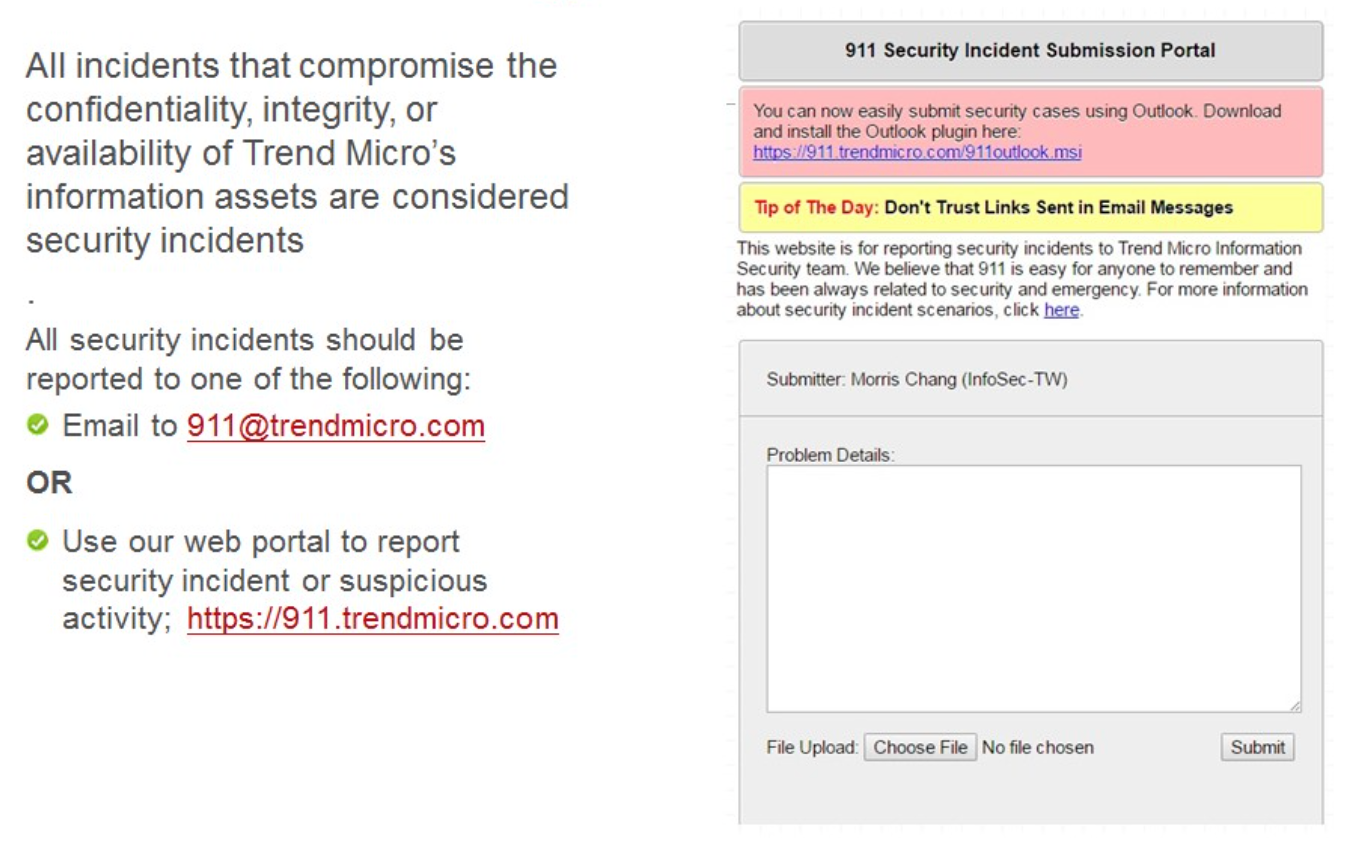 All incidents that compromise the
confidentiality, integrity, or
availability of Trend Micro's
information assets are considered
security incidents
.
All security incidents should be
reported to one of the following:
Email to 911@trendmicro.com
OR
Use our web portal to report
security incident or suspicious
activity; https://911.trendmicro.com
911 Security Incident Submission Portal
You can now easily submit security cases using Outlook. Download
and install the Outlook plugin here:
https://911.trendmicro.com/911outlook.msi
Tip of The Day: Don't Trust Links Sent in Email Messages
This website is for reporting security incidents to Trend Micro Information
Security team. We believe that 911 is easy for anyone to remember and
has been always related to security and emergency. For more information
about security incident scenarios, click here.
Submitter: Morris Chang (InfoSec-TW)
Problem Details:
File Upload: Choose File No file chosen Submit